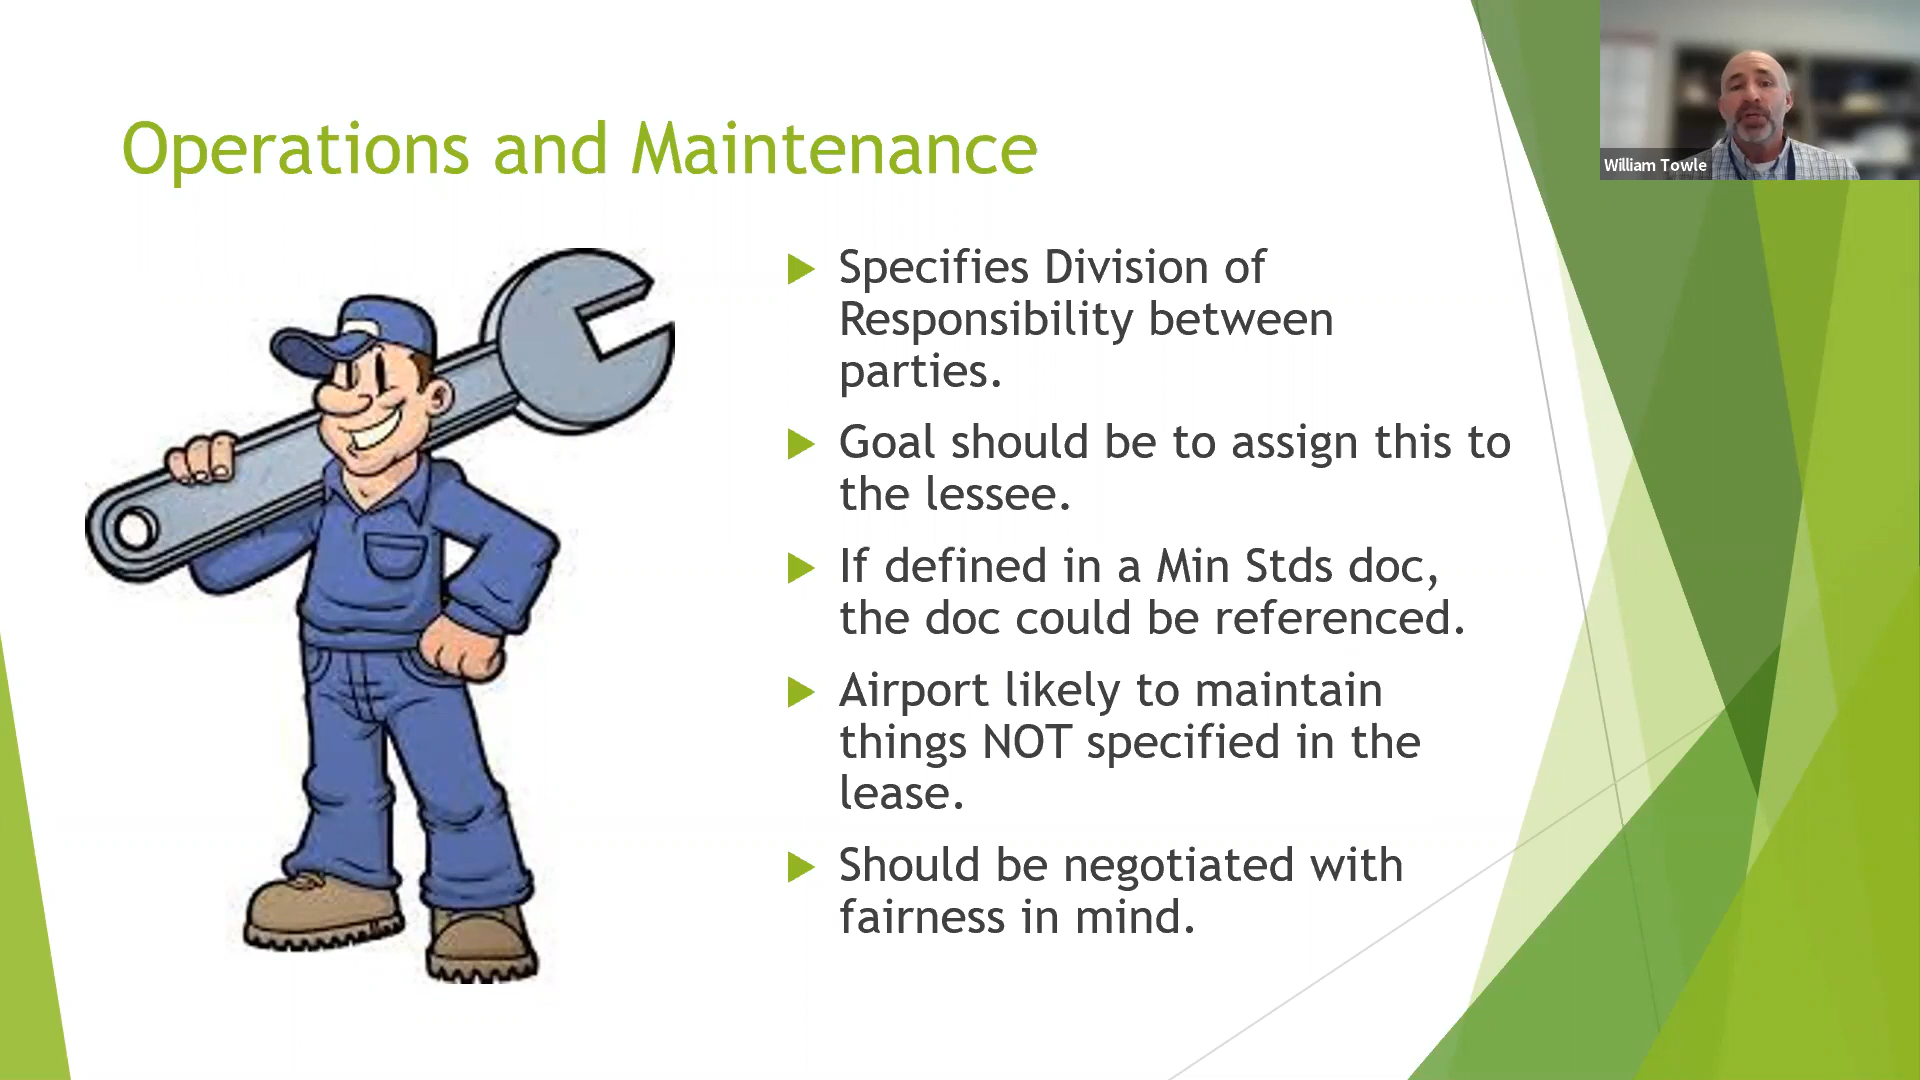 Operations and Maintenance
William Towle
Specifies Division of
Responsibility between
parties.
Goal should be to assign this to
the lessee.
If defined in a Min Stds doc,
the doc could be referenced.
Airport likely to maintain
things NOT specified in the
lease.
Should be negotiated with
fairness in mind.